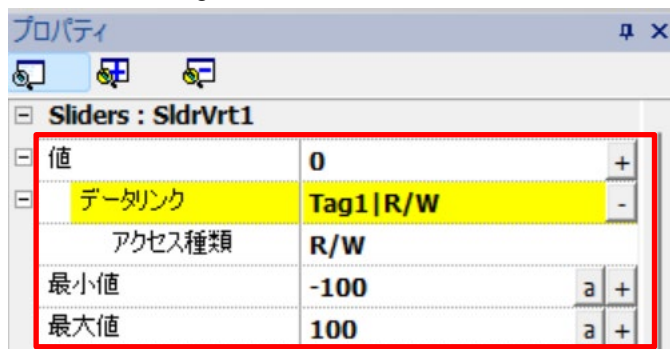 プロパティ
Sliders : SldrVrt1
値 0 +
データリンク Tag1|R/W -
アクセス種類 R/W
最小値 -100 a +
最大値 100 a +